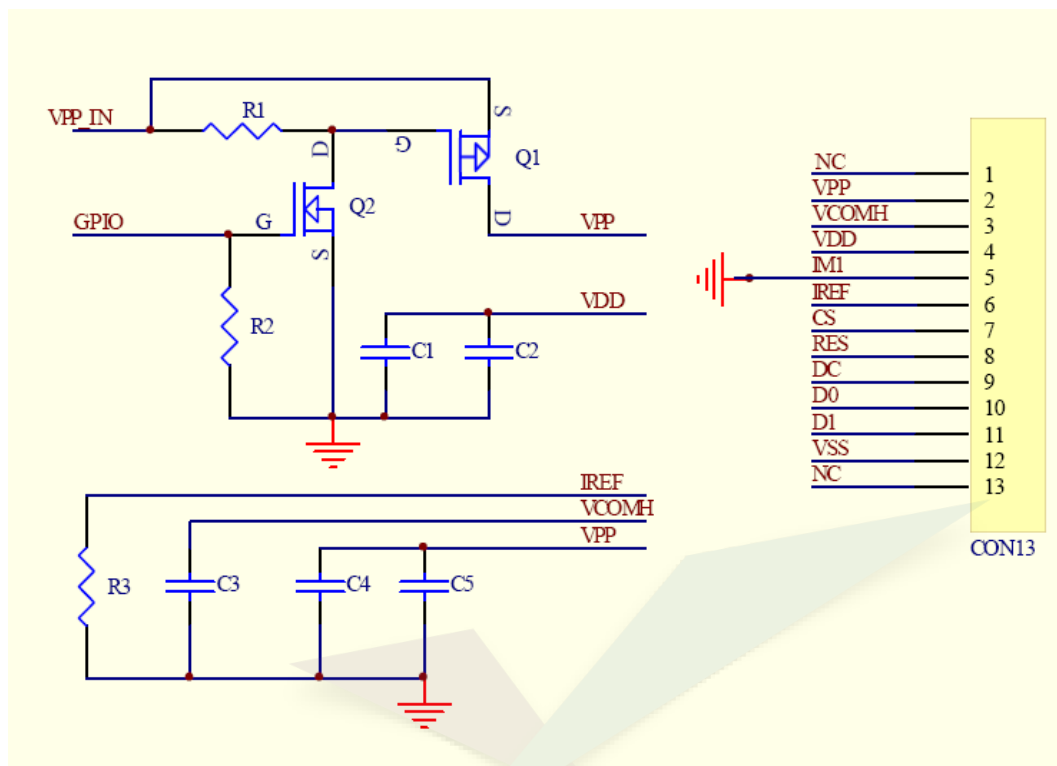 VPP_IN
R1
D
G
S
Q1
D
VPP
GPIO
G
Q2
S
R2
VDD
C1
C2
IREF
VCOMH
VPP
R3
C3
C4
C5
NC 1
VPP 2
VCOMH 3
VDD 4
IM1 5
IREF 6
CS 7
RES 8
DC 9
D0 10
D1 11
VSS 12
NC 13
CON13